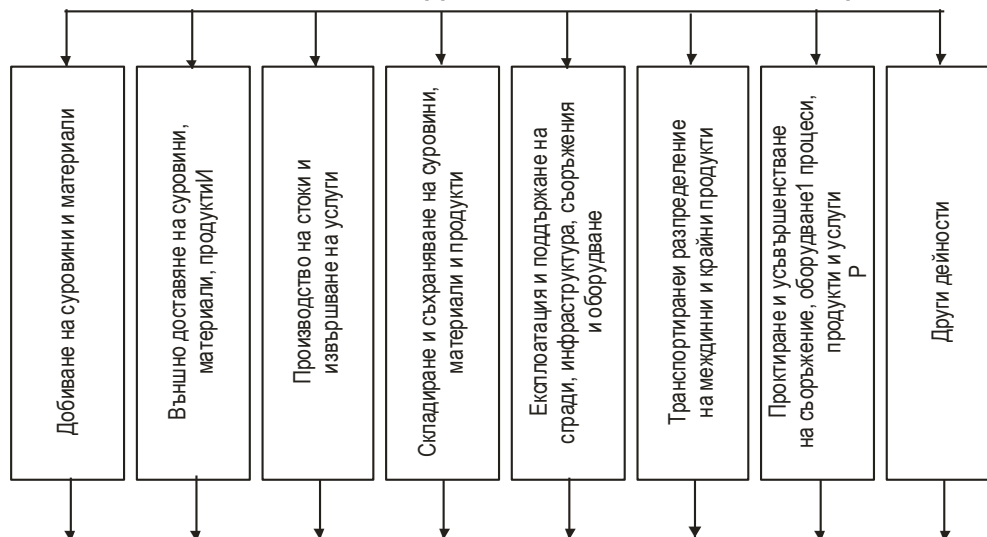 Добиване на суровини и материали
Външно доставяне на суровини,
материали, продуктиИ
Производство на стоки и
извършване на услуги
Складиране и съхраняване на суровини,
материали и продукти
Експлоатация и поддържане на
сгради, инфраструктура, съоръжения
и оборудване
Транспортиранеи разпределение
на междинни и крайни продукти
Проктиране и усъвършенстване
на съоръжение, оборудване1 процеси,
продукти и услуги
Р
Други дейности